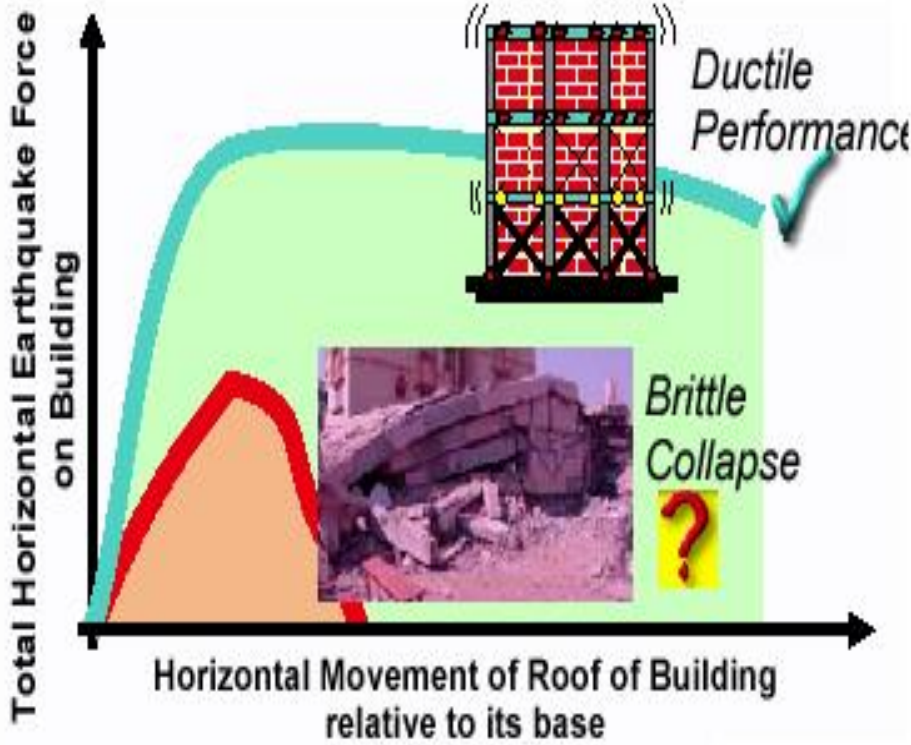 Total Horizontal Earthquake Force
on Building
Ductile
Performance
Brittle
Collapse
?
Horizontal Movement of Roof of Building
relative to its base